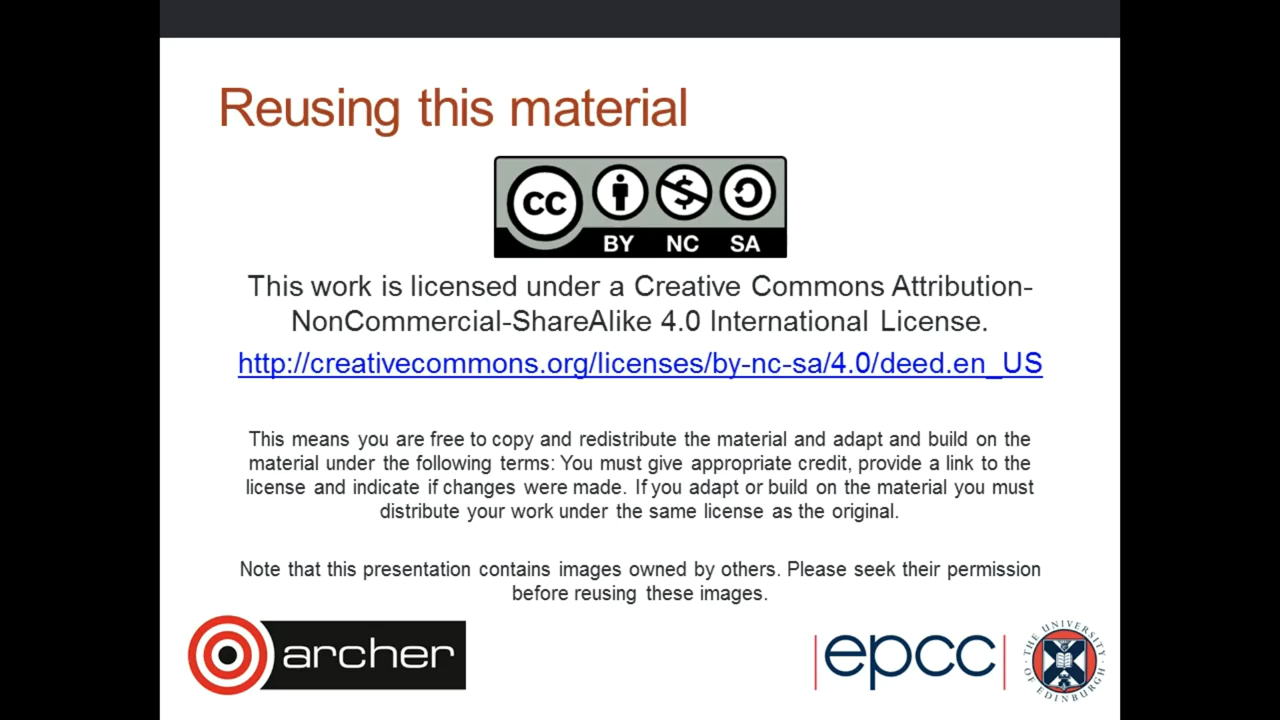 Reusing this material
CC
BY NC SA
This work is licensed under a Creative Commons Attribution-
NonCommercial-ShareAlike 4.0 International License.
http://creativecommons.org/licenses/by-nc-sa/4.0/deed.en_US
This means you are free to copy and redistribute the material and adapt and build on the
material under the following terms: You must give appropriate credit, provide a link to the
license and indicate if changes were made. If you adapt or build on the material you must
distribute your work under the same license as the original.
Note that this presentation contains images owned by others. Please seek their permission
before reusing these images.
archer
epcc
THE UNIVERSITY OF EDINBURGH